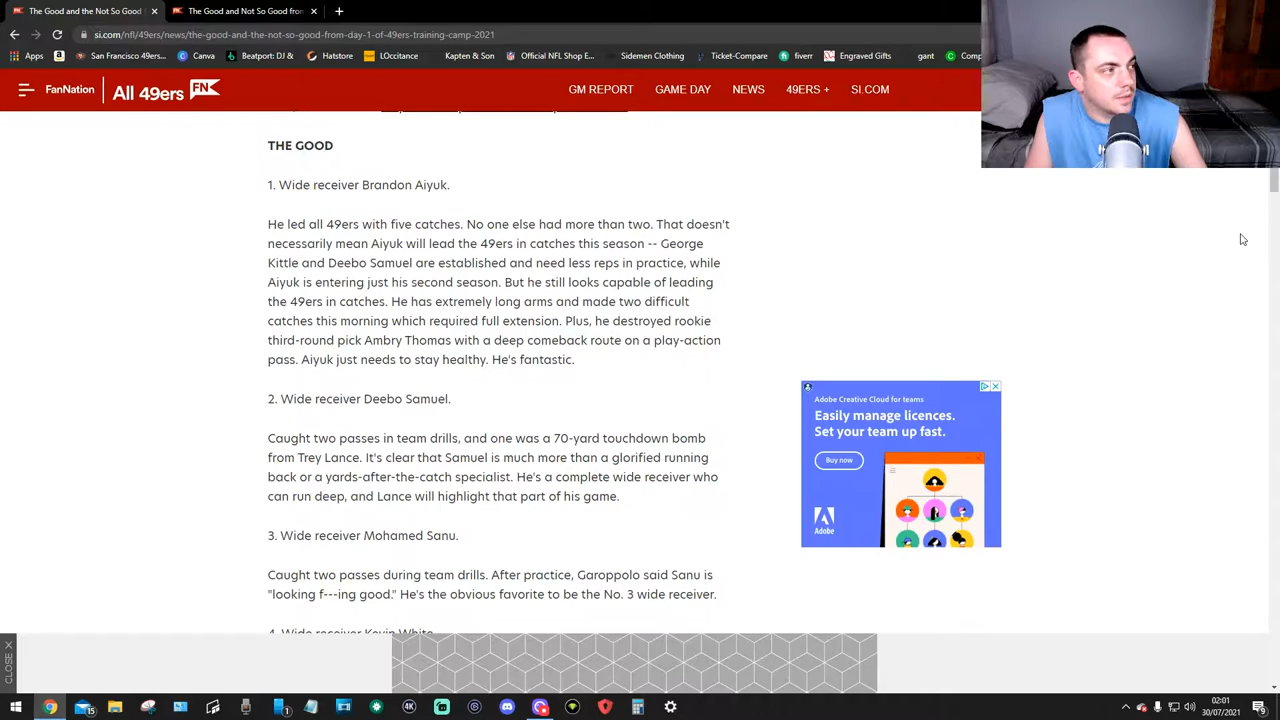 The Good and the Not So Good fr
The Good and Not So Good from
si.com/nfl/49ers/news/the-good-and-the-not-so-good-from-day-1-of-49ers-training-camp-2021
Apps San Francisco 49er... Canva Beatport: DJ &... Hatstore LOccitance Kapten & Son Official NFL Shop E... Sidemen Clothing Ticket-Compare fiverr Engraved Gifts gant
FanNation All 49ers FN GM REPORT GAME DAY NEWS 49ERS + SI.COM
THE GOOD
1. Wide receiver Brandon Aiyuk.
He led all 49ers with five catches. No one else had more than two. That doesn't
necessarily mean Aiyuk will lead the 49ers in catches this season -- George
Kittle and Deebo Samuel are established and need less reps in practice, while
Aiyuk is entering just his second season. But he still looks capable of leading
the 49ers in catches. He has extremely long arms and made two difficult
catches this morning which required full extension. Plus, he destroyed rookie
third-round pick Ambry Thomas with a deep comeback route on a play-action
pass. Aiyuk just needs to stay healthy. He's fantastic.
2. Wide receiver Deebo Samuel.
Caught two passes in team drills, and one was a 70-yard touchdown bomb
from Trey Lance. It's clear that Samuel is much more than a glorified running
back or a yards-after-the-catch specialist. He's a complete wide receiver who
can run deep, and Lance will highlight that part of his game.
3. Wide receiver Mohamed Sanu.
Caught two passes during team drills. After practice, Garoppolo said Sanu is
"looking f---ing good." He's the obvious favorite to be the No. 3 wide receiver.
4. Wide receiver Kevin White
Adobe Creative Cloud for teams
Easily manage licences.
Set your team up fast.
Buy now
Adobe
CLOSE X
15
1
4K
02:01
30/07/2021